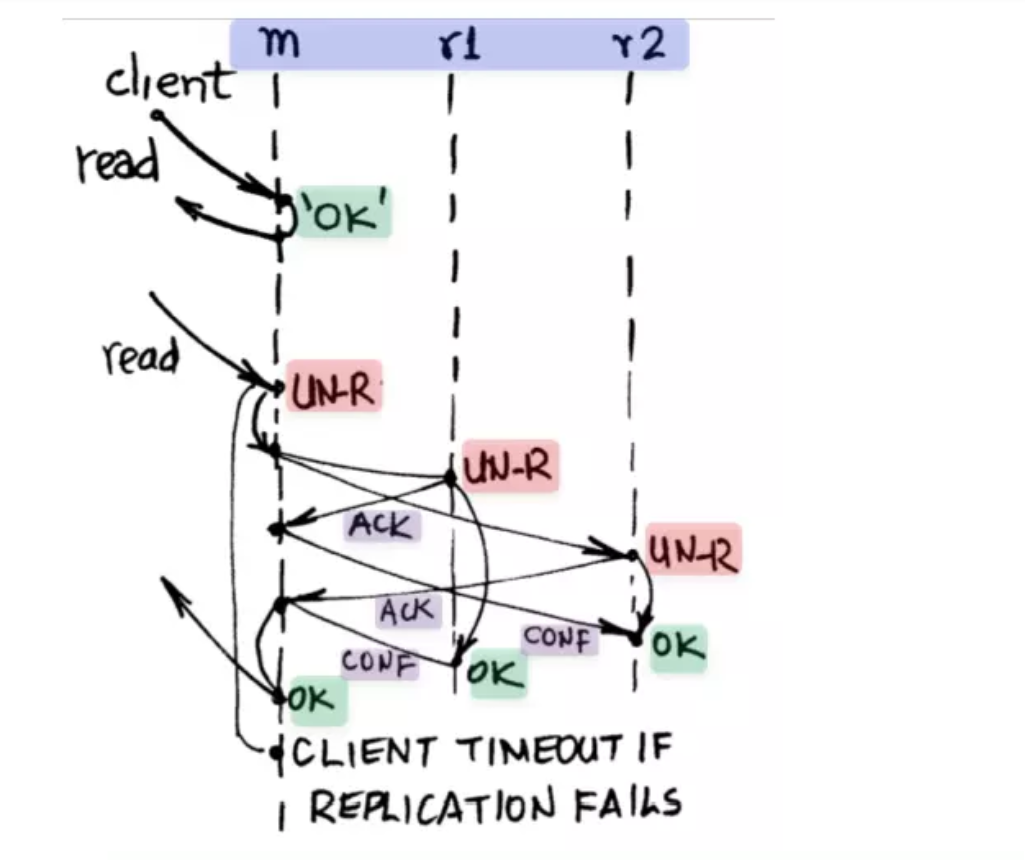 m r1 r2
client
read
'OK'
read
UN-R
UN-R
ACK
UN-R
ACK
CONF
OK
CONF
OK
OK
CLIENT TIMEOUT IF
REPLICATION FAILS